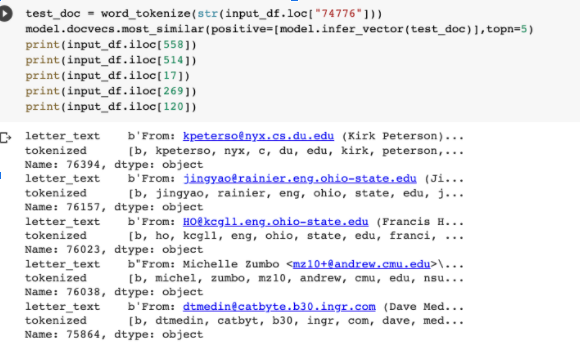 test_doc = word_tokenize(str(input_df.loc["74776"]))
model.docvecs.most_similar(positive=[model.infer_vector(test_doc)],topn=5)
print(input_df.iloc[558])
print(input_df.iloc[514])
print(input_df.iloc[17])
print(input_df.iloc[269])
print(input_df.iloc[120])
letter_text b'From: kpeterso@nyx.cs.du.edu (Kirk Peterson)...
tokenized [b, kpeterso, nyx, c, du, edu, kirk, peterson,...
Name: 76394, dtype: object
letter_text b'From: jingyao@rainier.eng.ohio-state.edu (Ji...
tokenized [b, jingyao, rainier, eng, ohio, state, edu, j...
Name: 76157, dtype: object
letter_text b'From: HO@kcgl1.eng.ohio-state.edu (Francis H...
tokenized [b, ho, kcgl1, eng, ohio, state, edu, franci, ...
Name: 76023, dtype: object
letter_text b"From: Michelle Zumbo <mz10+@andrew.cmu.edu>\...
tokenized [b, michel, zumbo, mz10, andrew, cmu, edu, nsu...
Name: 76038, dtype: object
letter_text b'From: dtmedin@catbyte.b30.ingr.com (Dave Med...
tokenized [b, dtmedin, catbyt, b30, ingr, com, dave, med...
Name: 75864, dtype: object